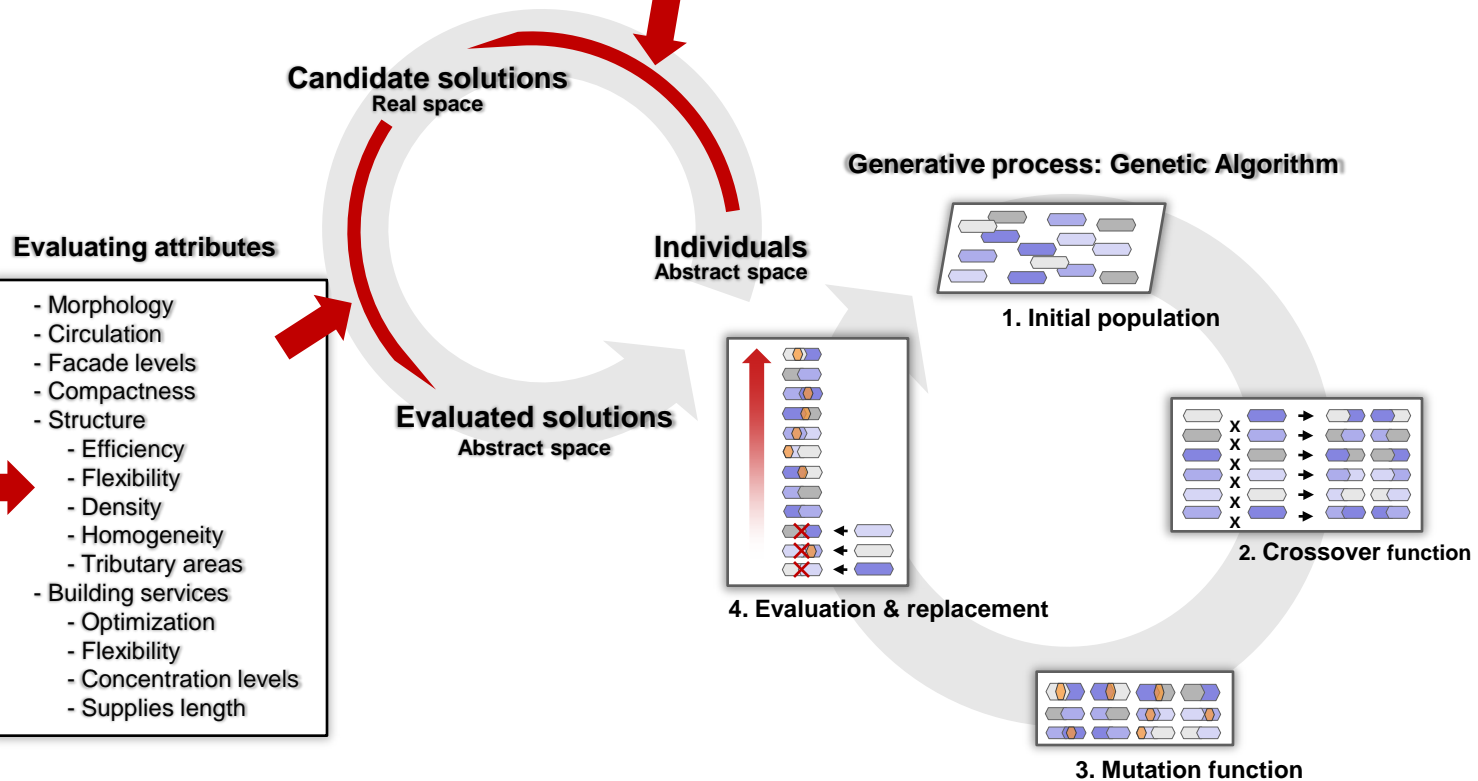 Candidate solutions
Real space
Individuals
Abstract space
Evaluated solutions
Abstract space
Evaluating attributes
- Morphology
- Circulation
- Facade levels
- Compactness
- Structure
- Efficiency
- Flexibility
- Density
- Homogeneity
- Tributary areas
- Building services
- Optimization
- Flexibility
- Concentration levels
- Supplies length
Generative process: Genetic Algorithm
1. Initial population
X
X
X
X
X
X
2. Crossover function
3. Mutation function
4. Evaluation & replacement